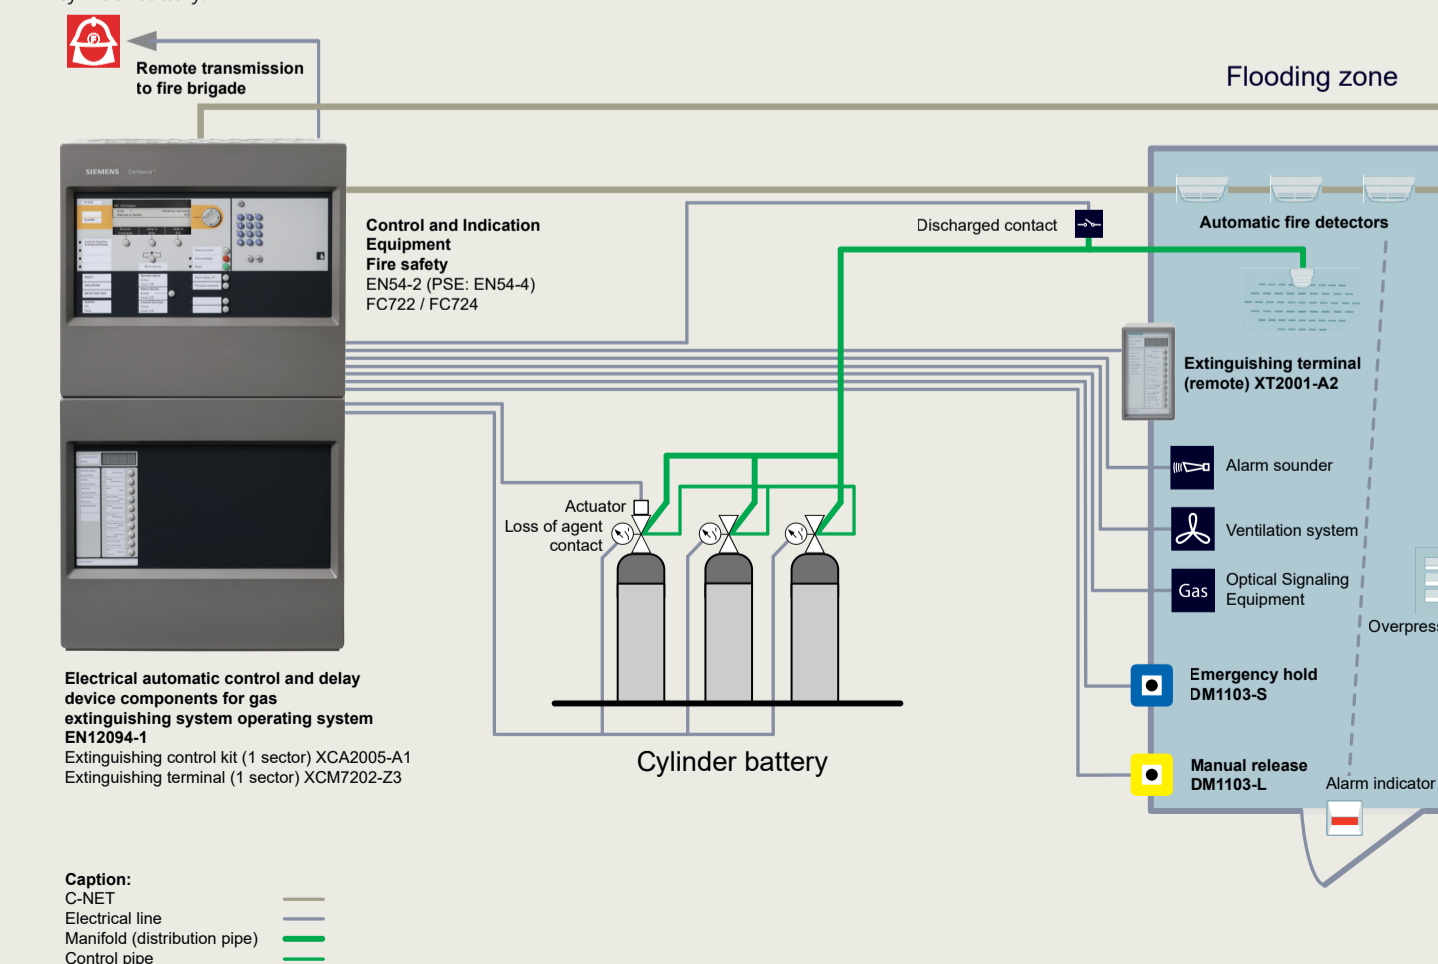 Remote transmission
to fire brigade
Flooding zone
SIEMENS Cerberus™
Control and Indication
Equipment
Fire safety
EN54-2 (PSE: EN54-4)
FC722 / FC724
Discharged contact
Automatic fire detectors
Extinguishing terminal
(remote) XT2001-A2
Alarm sounder
Actuator
Loss of agent
contact
Ventilation system
Gas
Optical Signaling
Equipment
Overpress
Emergency hold
DM1103-S
Electrical automatic control and delay
device components for gas
extinguishing system operating system
EN12094-1
Extinguishing control kit (1 sector) XCA2005-A1
Extinguishing terminal (1 sector) XCM7202-Z3
Cylinder battery
Manual release
DM1103-L
Alarm indicator
Caption:
C-NET
Electrical line
Manifold (distribution pipe)
Control pipe